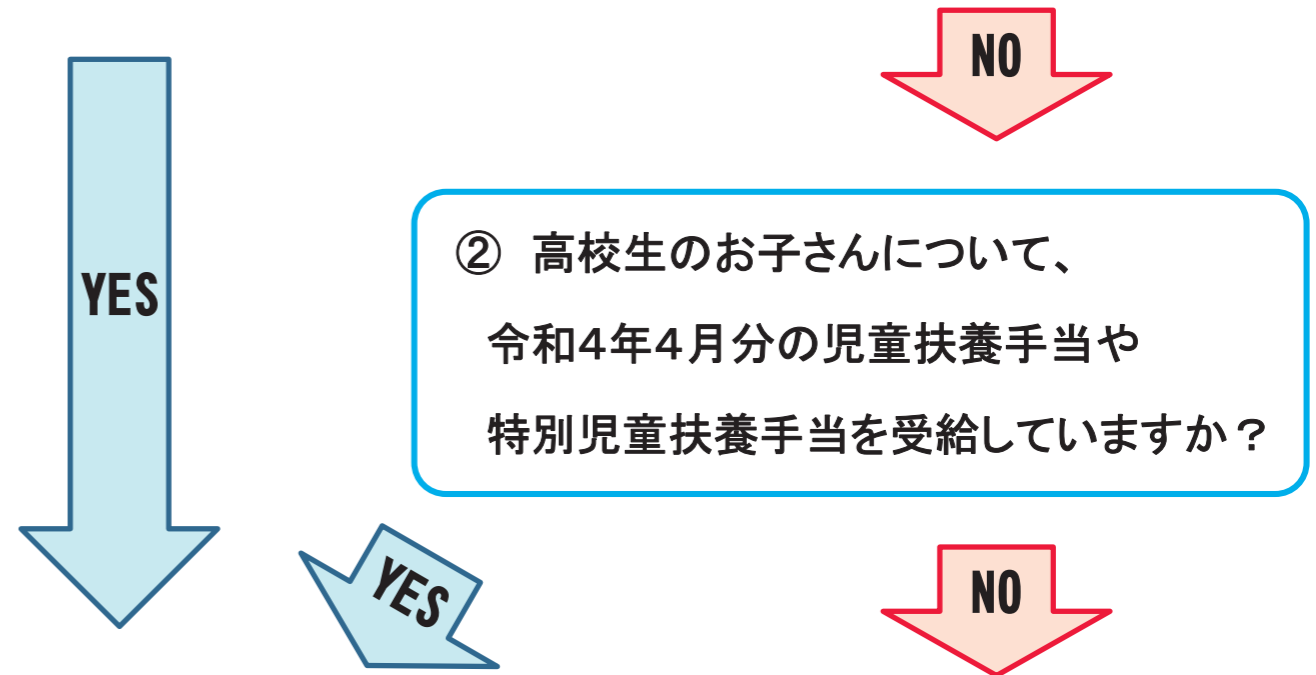 NO
YES
② 高校生のお子さんについて、
令和4年4月分の児童扶養手当や
特別児童扶養手当を受給していますか?
YES
NO